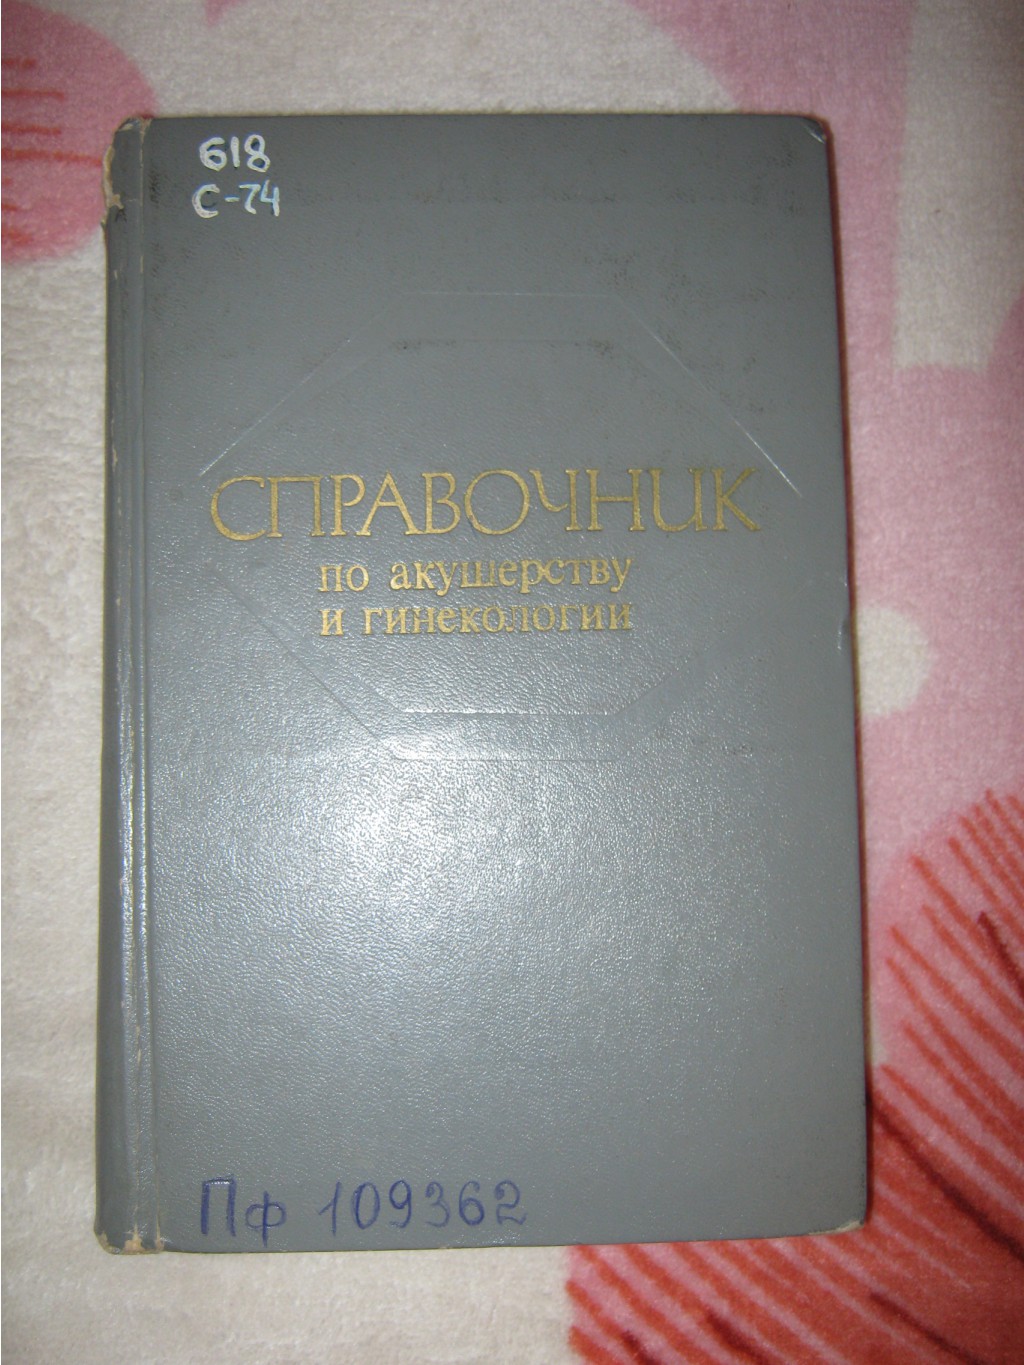 618
С-74
СПРАВОЧНИК
по акушерству
и гинекологии
Пф 109362